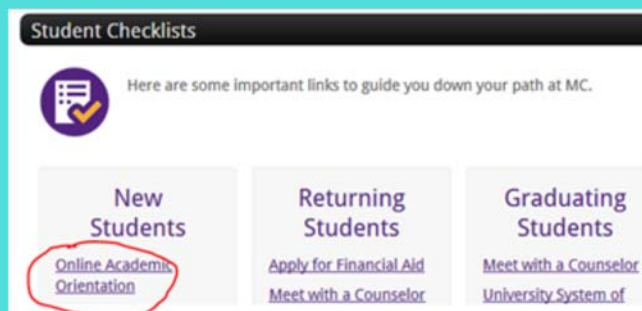 Student Checklists
Here are some important links to guide you down your path at MC.
New
Students
Online Academic
Orientation
Returning
Students
Apply for Financial Aid
Meet with a Counselor
Graduating
Students
Meet with a Counselor
University System of